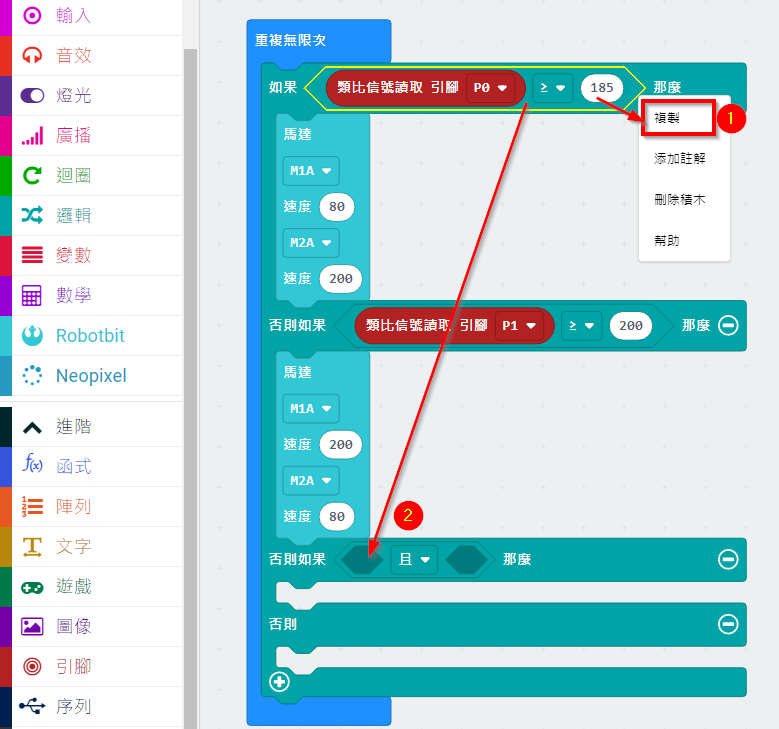 輸入
音效
燈光
廣播
迴圈
邏輯
變數
數學
Robotbit
Neopixel
進階
函式
陣列
文字
遊戲
圖像
引腳
序列
重複無限次
如果 類比信號讀取 引腳 P0 ≥ 185 那麼
複製 1
添加註解
刪除積木
幫助
馬達
M1A
速度 80
M2A
速度 200
否則如果 類比信號讀取 引腳 P1 ≥ 200 那麼
馬達
M1A
速度 200
M2A
速度 80
2
否則如果 且 那麼
否則